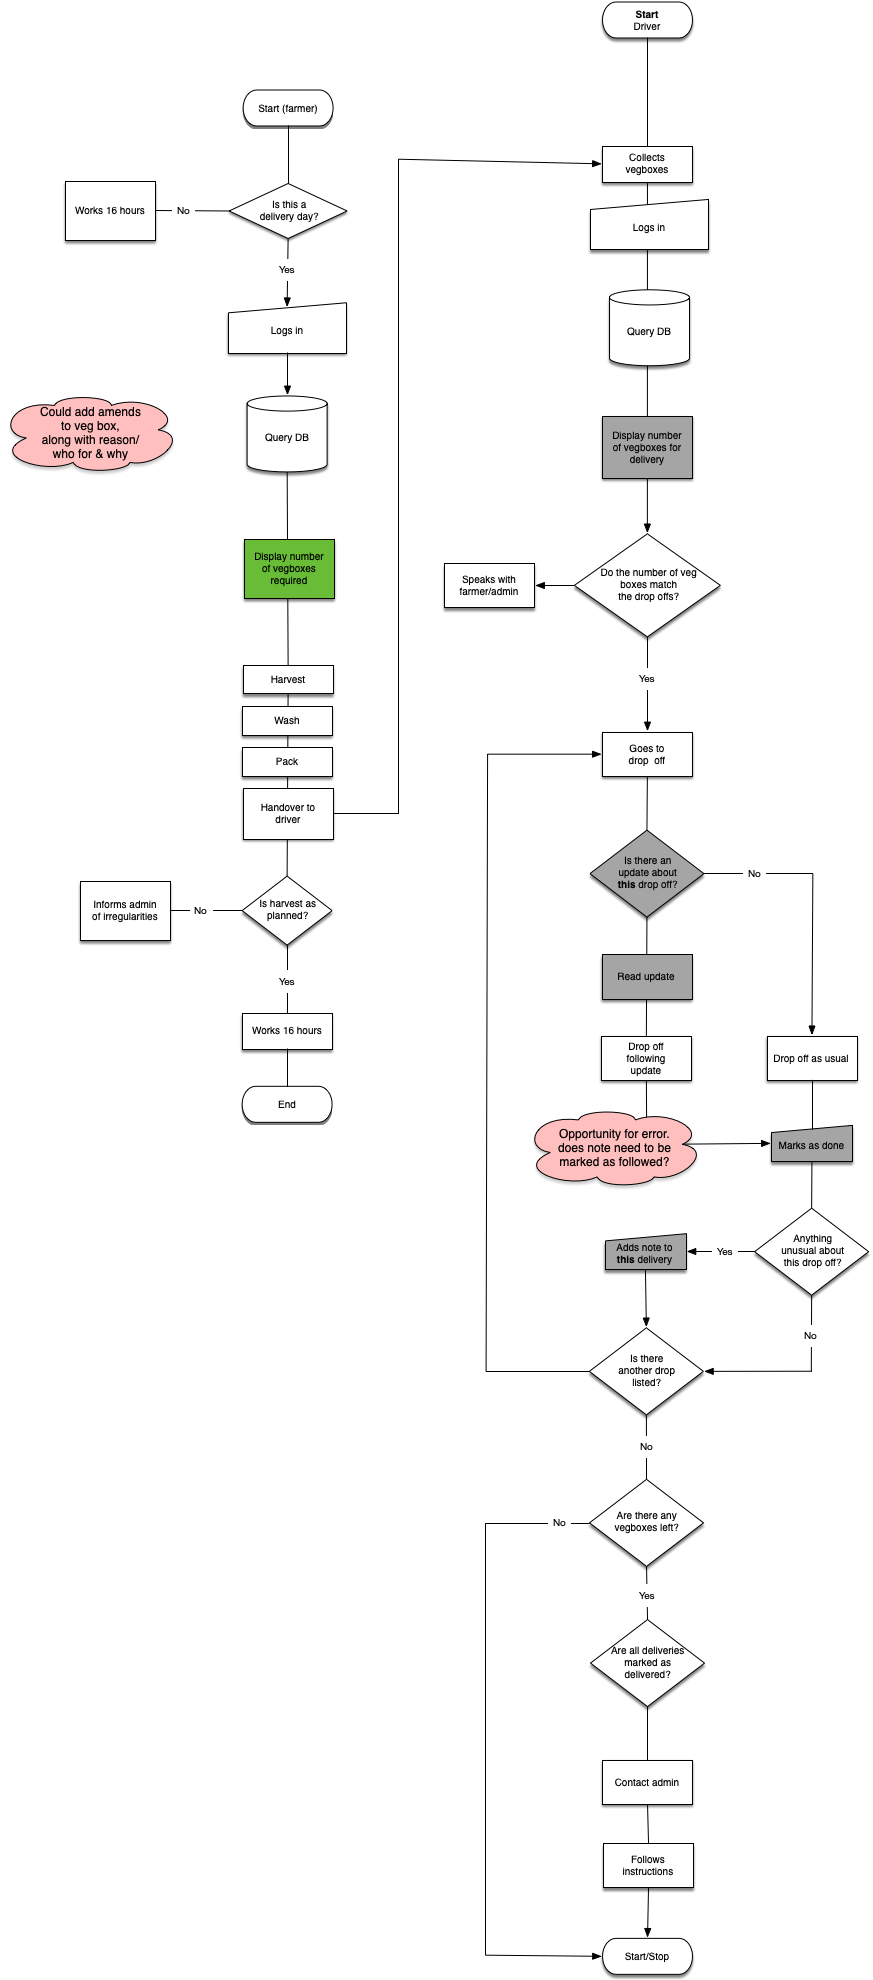 Start
Driver
Start (farmer)
Collects
vegboxes
Is this a
delivery day?
Works 16 hours
No
Logs in
Yes
Logs in
Query DB
Could add amends
to veg box,
along with reason/
who for & why
Query DB
Display number
of vegboxes for
delivery
Display number
of vegboxes
required
Do the number of veg
boxes match
the drop offs?
Speaks with
farmer/admin
Harvest
Yes
Wash
Goes to
drop off
Pack
Handover to
driver
Is there an
update about
this drop off?
No
Is harvest as
planned?
Informs admin
of irregularities
No
Yes
Read update
Works 16 hours
Drop off
following
update
Drop off as usual
End
Opportunity for error.
does note need to be
marked as followed?
Marks as done
Anything
unusual about
this drop off?
Yes
Adds note to
this delivery
No
Is there
another drop
listed?
No
Are there any
vegboxes left?
No
Yes
Are all deliveries
marked as
delivered?
Contact admin
Follows
instructions
Start/Stop